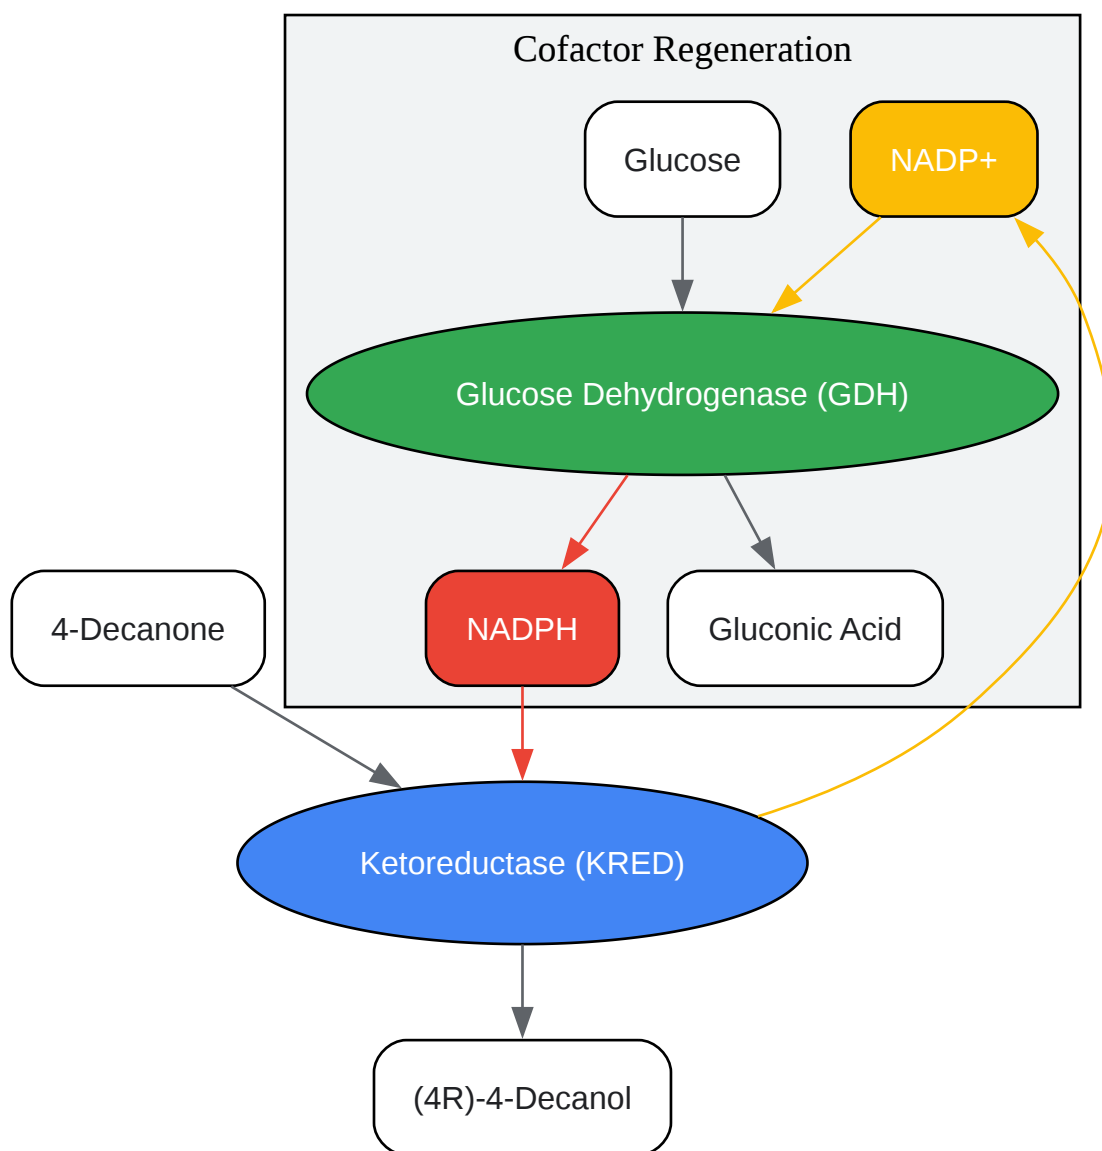 Cofactor Regeneration
Glucose
NADP+
Glucose Dehydrogenase (GDH)
4-Decanone
NADPH
Gluconic Acid
Ketoreductase (KRED)
(4R)-4-Decanol